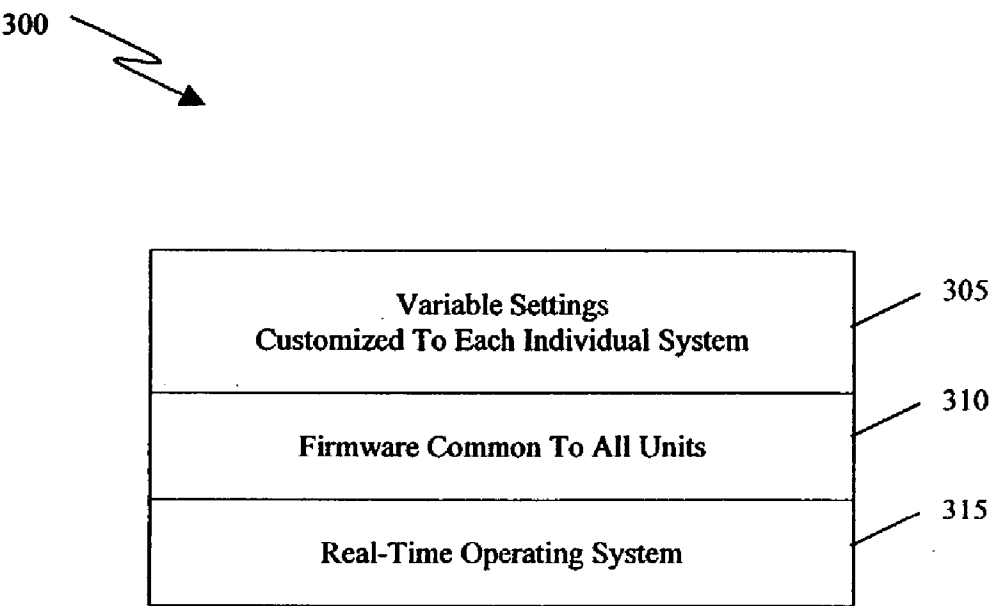 300
Variable Settings
Customized To Each Individual System
305
Firmware Common To All Units
310
Real-Time Operating System
315